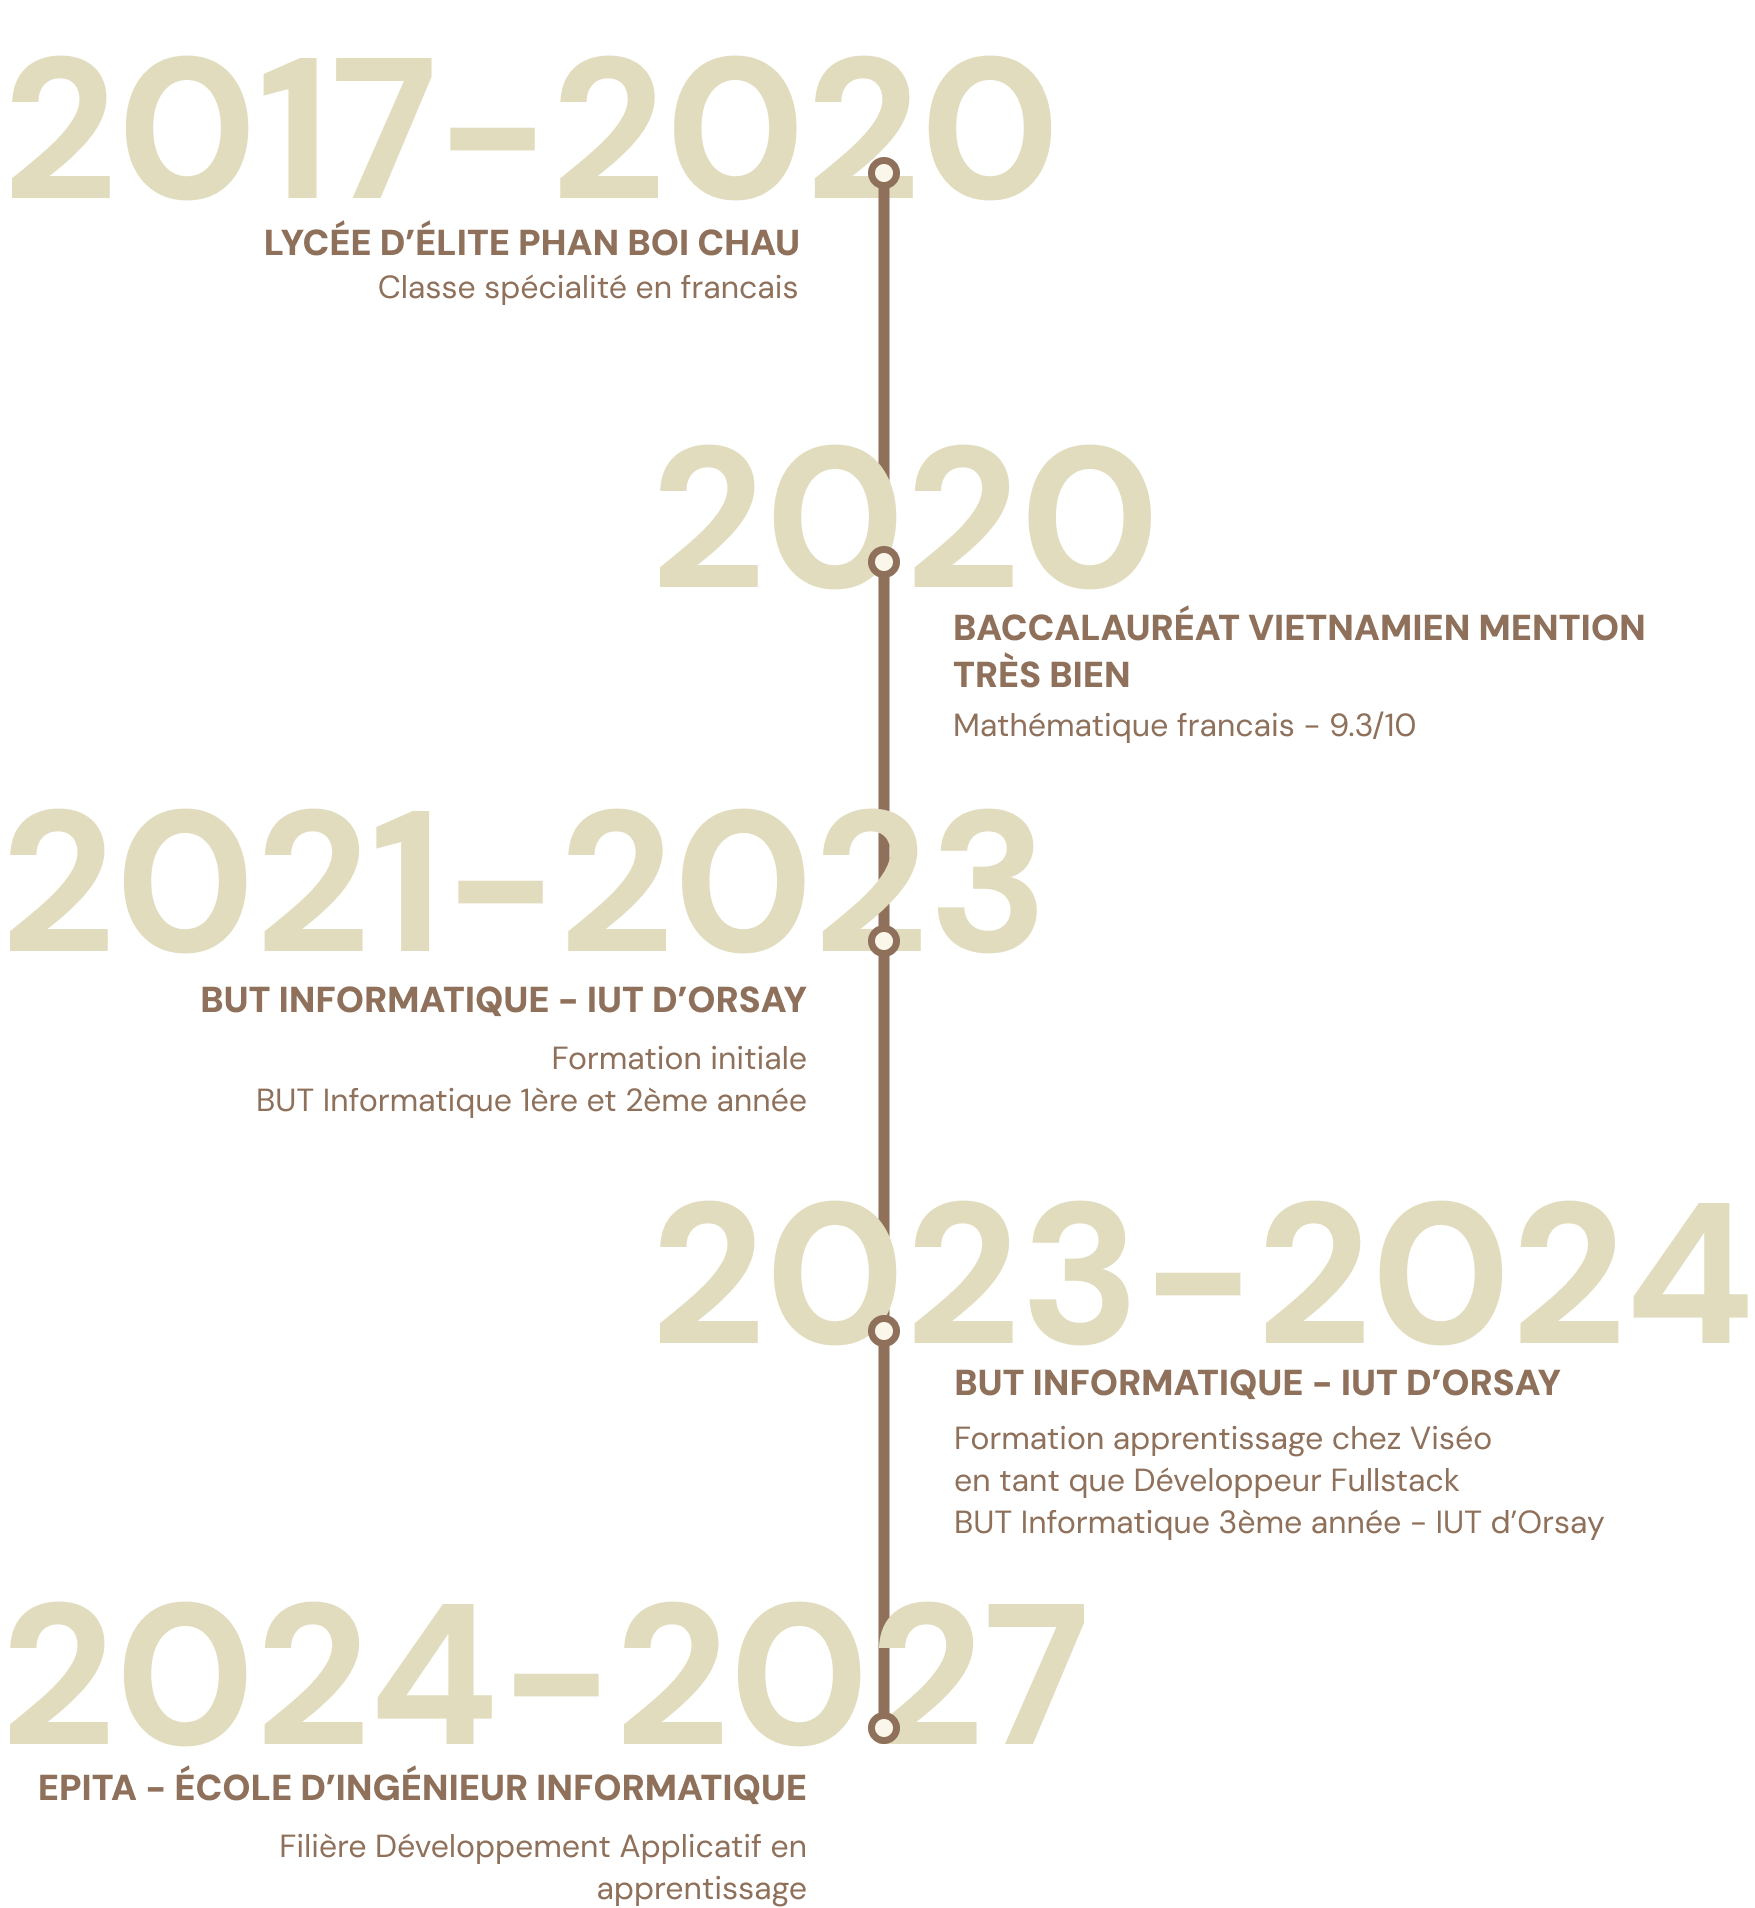 2017-2020
LYCÉE D’ÉLITE PHAN BOI CHAU
Classe spécialité en francais
2020
BACCALAURÉAT VIETNAMIEN MENTION
TRÈS BIEN
Mathématique francais - 9.3/10
2021-2023
BUT INFORMATIQUE - IUT D’ORSAY
Formation initiale
BUT Informatique 1ère et 2ème année
2023-2024
BUT INFORMATIQUE - IUT D’ORSAY
Formation apprentissage chez Viséo
en tant que Développeur Fullstack
BUT Informatique 3ème année - IUT d’Orsay
2024-2027
EPITA - ÉCOLE D’INGÉNIEUR INFORMATIQUE
Filière Développement Applicatif en
apprentissage